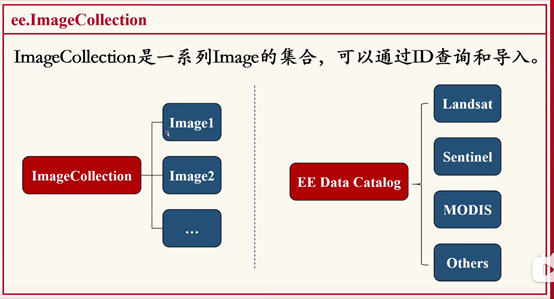 ee.ImageCollection
ImageCollection是一系列Image的集合，可以通过ID查询和导入。
ImageCollection
Image1
Image2
…
EE Data Catalog
Landsat
Sentinel
MODIS
Others